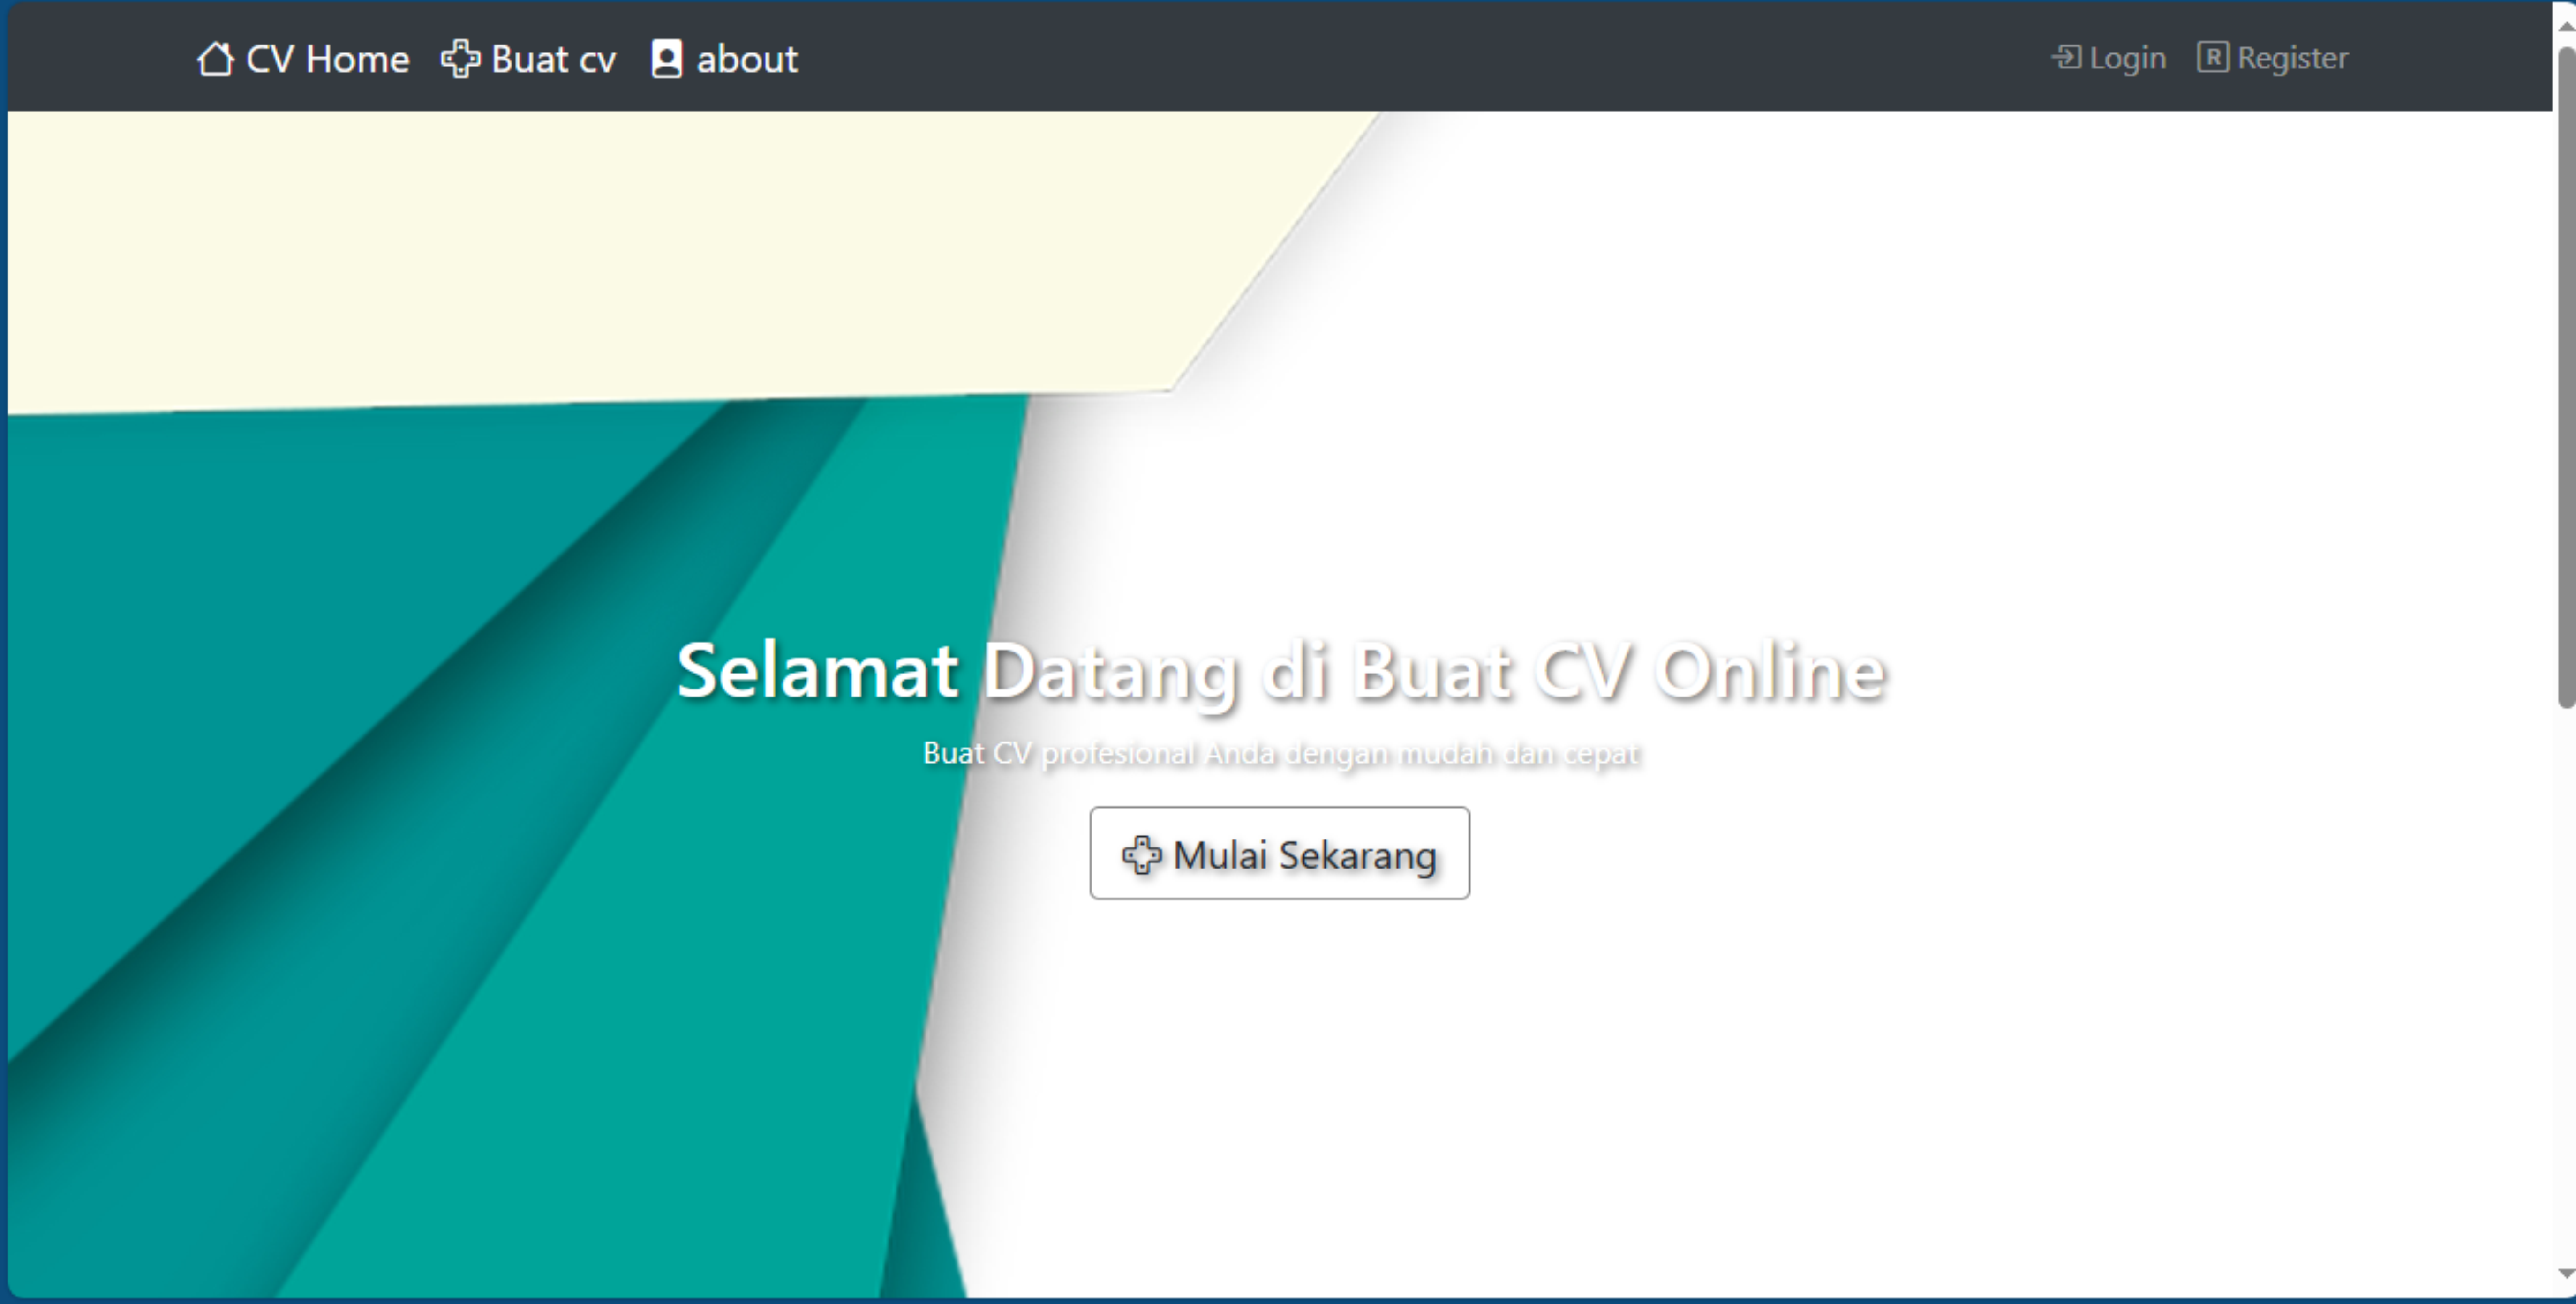 CV Home Buat cv about Login R Register
Selamat Datang di Buat CV Online
Buat CV profesional Anda dengan mudah dan cepat
Mulai Sekarang